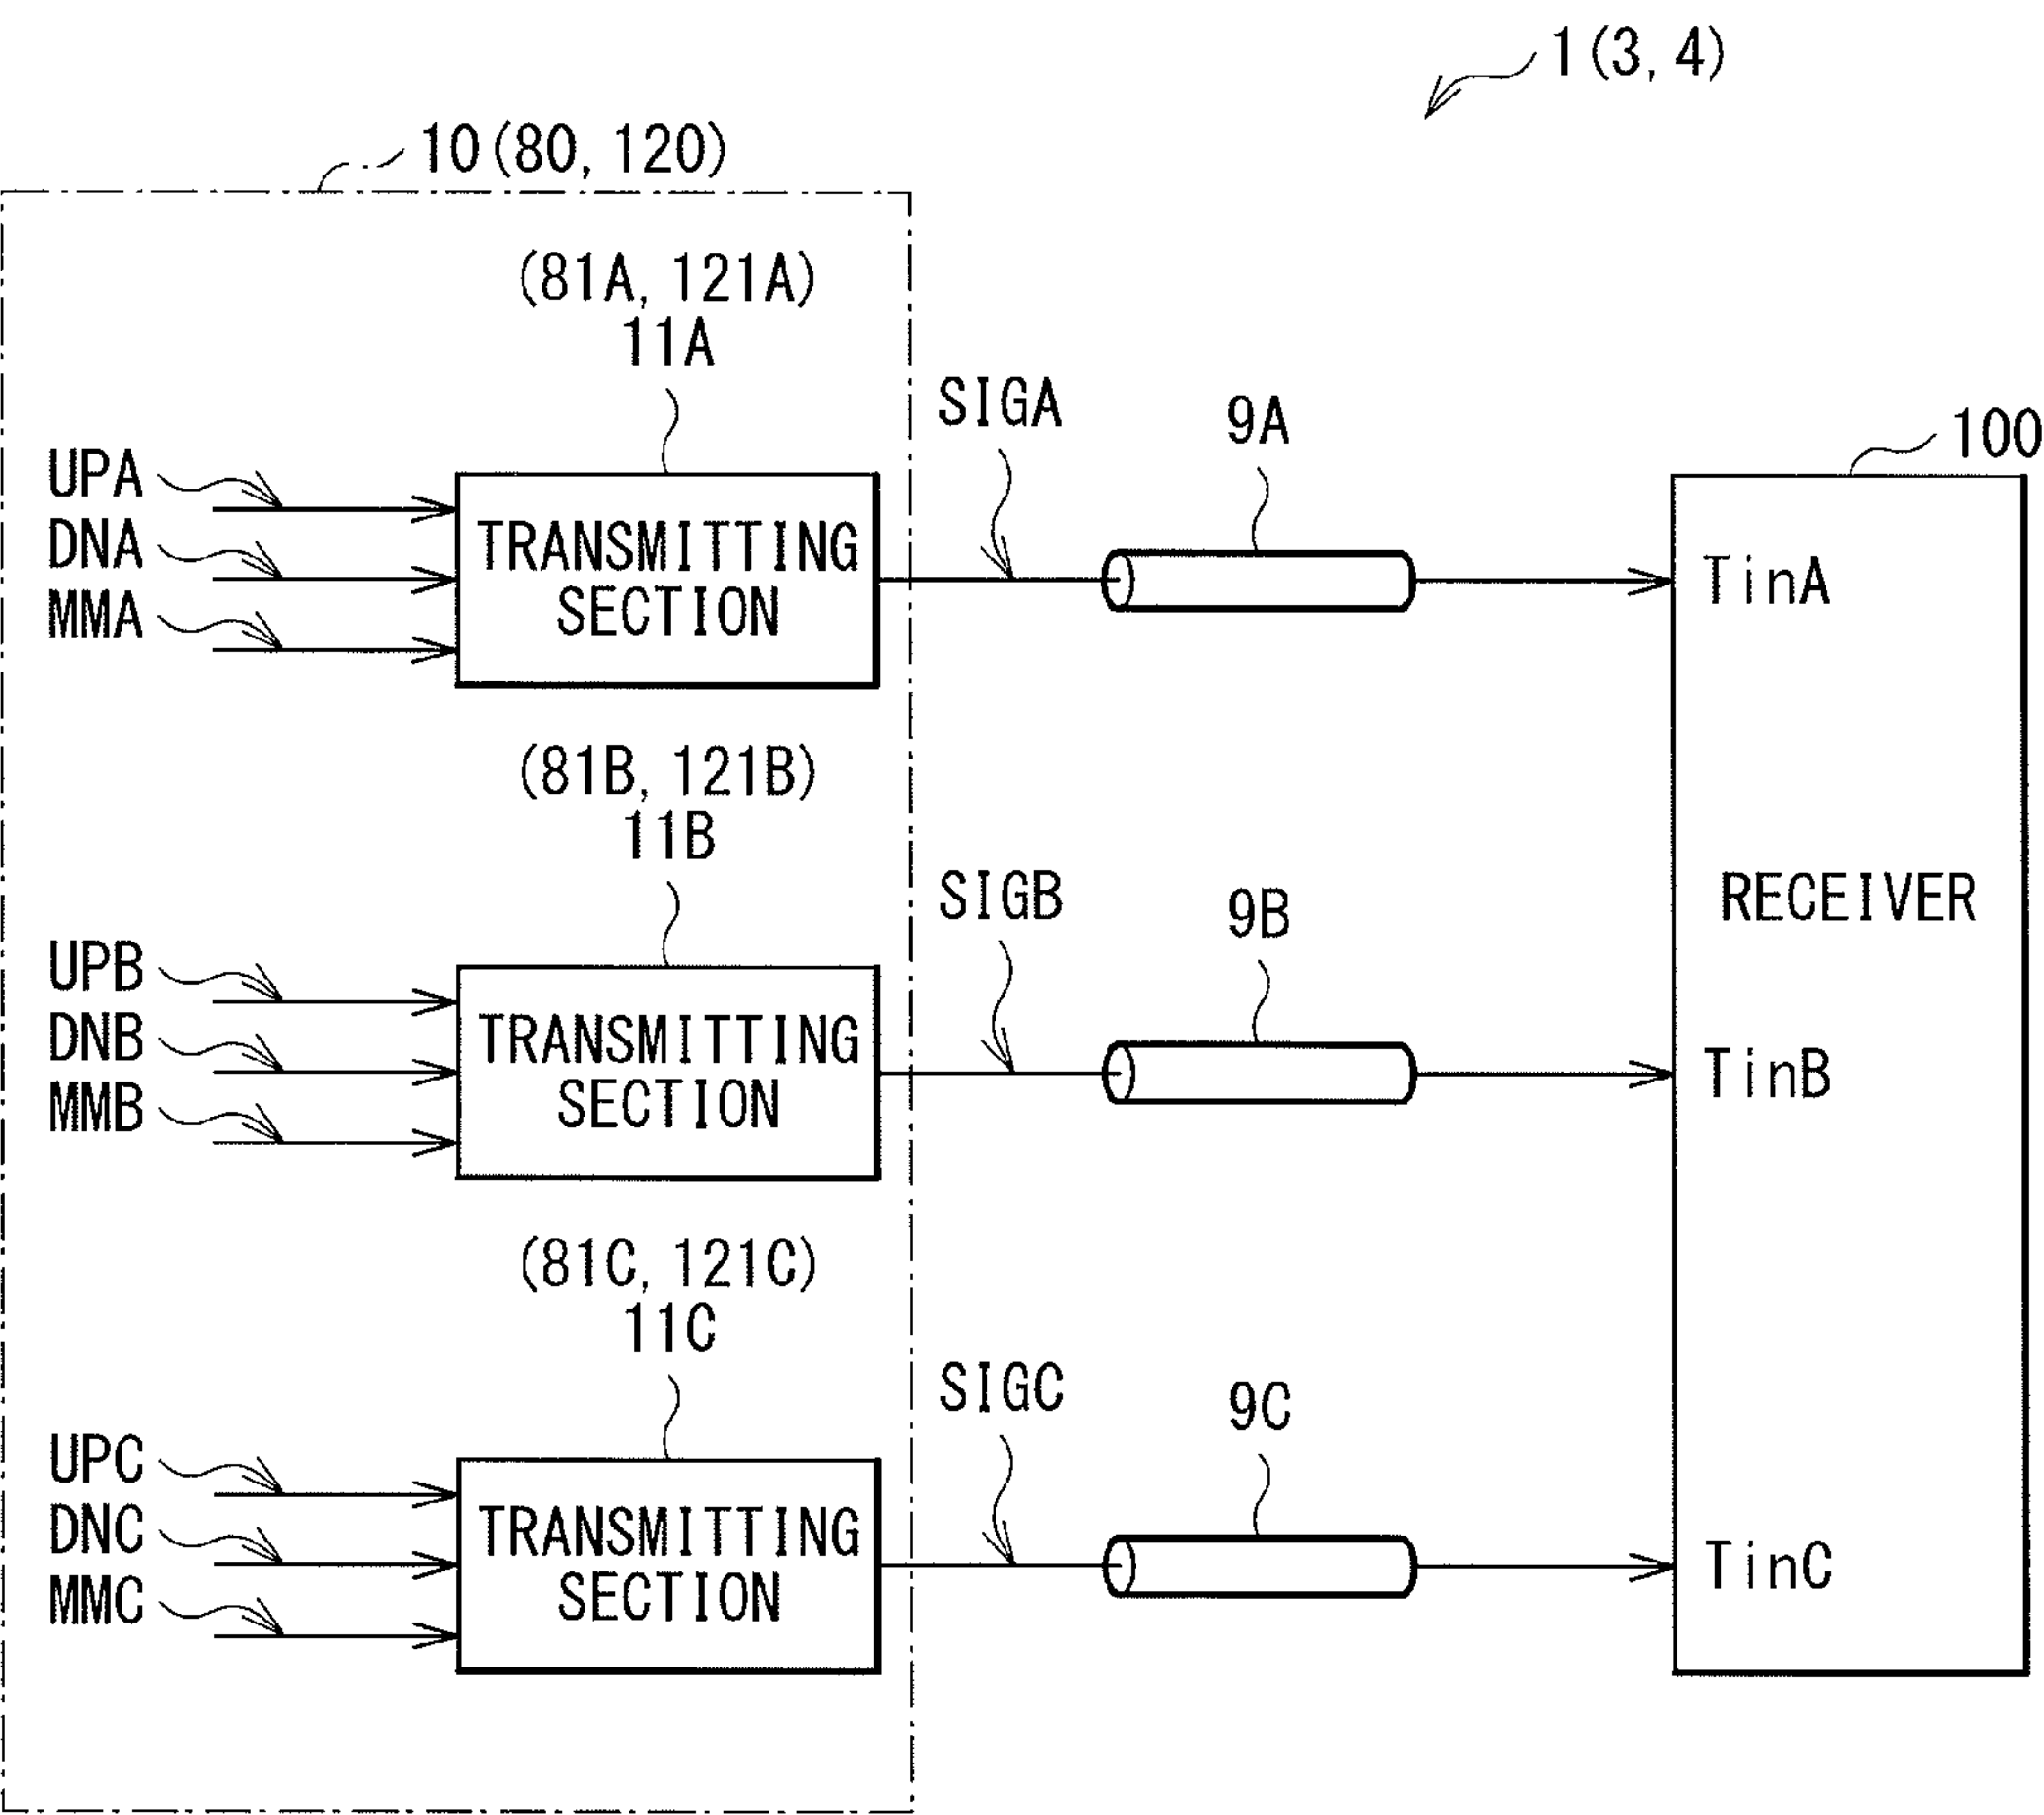 1(3, 4)
10(80, 120)
(81A, 121A)
11A
SIGA
9A
100
UPA
DNA
MMA
TRANSMITTING
SECTION
TinA
(81B, 121B)
11B
SIGB
9B
RECEIVER
UPB
DNB
MMB
TRANSMITTING
SECTION
TinB
(81C, 121C)
11C
SIGC
9C
UPC
DNC
MMC
TRANSMITTING
SECTION
TinC